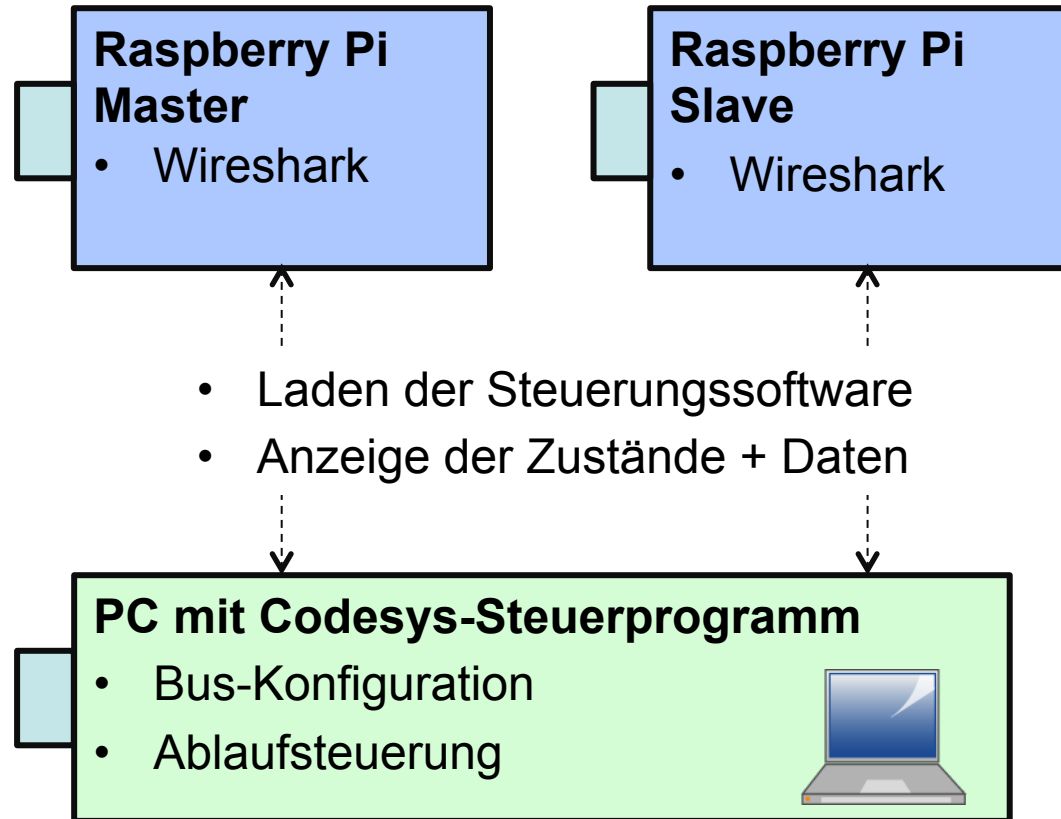 Raspberry Pi
Master
• Wireshark
Raspberry Pi
Slave
• Wireshark
• Laden der Steuerungssoftware
• Anzeige der Zustände + Daten
PC mit Codesys-Steuerprogramm
• Bus-Konfiguration
• Ablaufsteuerung